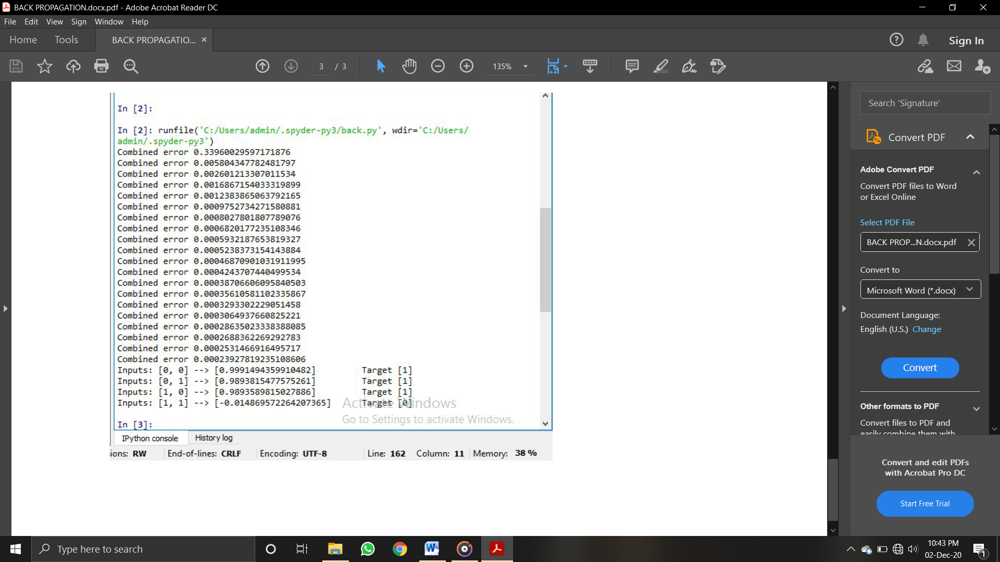 BACK PROPAGATION.docx.pdf - Adobe Acrobat Reader DC
File Edit View Sign Window Help
Home Tools BACK PROPAGATIO... × Sign In
3 / 3 135%
In [2]:
In [2]: runfile('C:/Users/admin/.spyder-py3/back.py', wdir='C:/Users/
admin/.spyder-py3')
Combined error 0.33960029597171876
Combined error 0.005804347782481797
Combined error 0.002601213307011534
Combined error 0.0016867154033319899
Combined error 0.0012383865063792165
Combined error 0.0009752734271580881
Combined error 0.0008027801807789076
Combined error 0.0006820177235108346
Combined error 0.0005932187653819327
Combined error 0.0005238373154143884
Combined error 0.00046870901031911995
Combined error 0.0004243707440499534
Combined error 0.00038706606095840503
Combined error 0.00035610581102335867
Combined error 0.0003293302229051458
Combined error 0.0003064937660825221
Combined error 0.00028635023338388085
Combined error 0.0002688362269292783
Combined error 0.0002531466916495717
Combined error 0.00023927819235108606
Inputs: [0, 0] --> [0.9991494359910482] Target [1]
Inputs: [0, 1] --> [0.9893815477575261] Target [1]
Inputs: [1, 0] --> [0.9893589815027886] Target [1]
Inputs: [1, 1] --> [-0.014869572264207365] Target [0]
Activate Windows
Go to Settings to activate Windows.
In [3]:
IPython console History log
ions: RW End-of-lines: CRLF Encoding: UTF-8 Line: 162 Column: 11 Memory: 38 %
Search 'Signature'
Convert PDF
Adobe Convert PDF
Convert PDF files to Word
or Excel Online
Select PDF File
BACK PROP...N.docx.pdf
Convert to
Microsoft Word (*.docx)
Document Language:
English (U.S.) Change
Convert
Other formats to PDF
Convert files to PDF and
easily combine them with
Convert and edit PDFs
with Acrobat Pro DC
Start Free Trial
Type here to search
10:43 PM
02-Dec-20
1